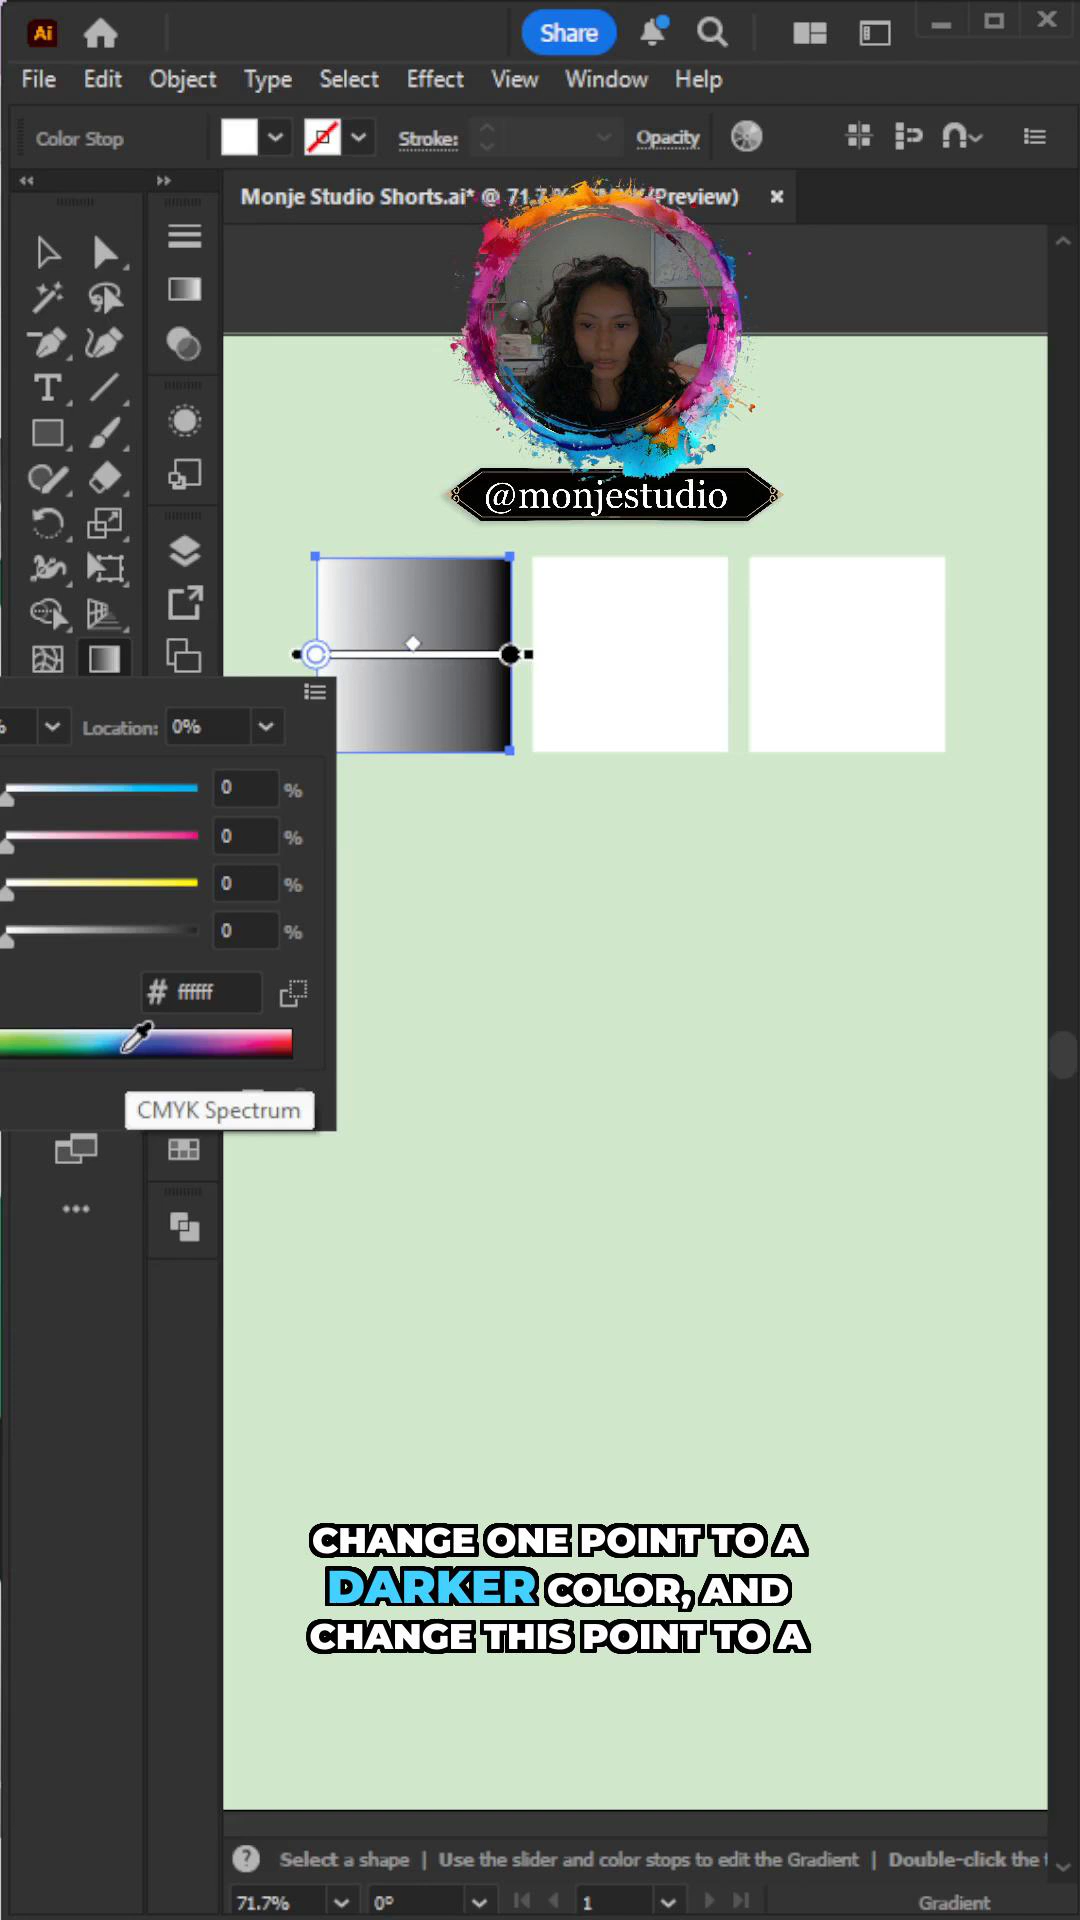 Ai
Share
File Edit Object Type Select Effect View Window Help
Color Stop
Stroke:
Opacity
Monje Studio Shorts.ai* @ 71.7 Preview)
@monjestudio
% Location: 0%
0 %
0 %
0 %
0 %
# ffffff
CMYK Spectrum
CHANGE ONE POINT TO A
DARKER COLOR, AND
CHANGE THIS POINT TO A
Select a shape | Use the slider and color stops to edit the Gradient | Double-click the
71.7% 0° 1 Gradient